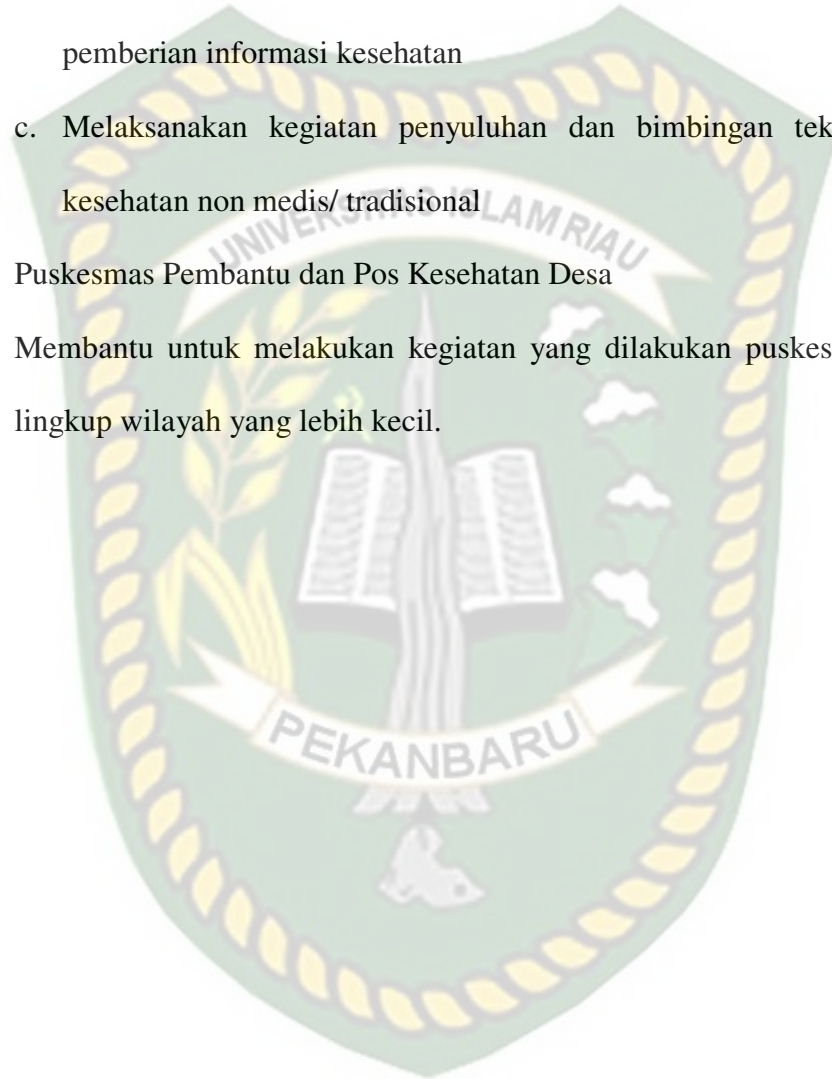 pemberian informasi kesehatan
c. Melaksanakan kegiatan penyuluhan dan bimbingan tek
kesehatan non medis/ tradisional
UNIVERSITAS ISLAM RIAU
Puskesmas Pembantu dan Pos Kesehatan Desa
Membantu untuk melakukan kegiatan yang dilakukan puskes
lingkup wilayah yang lebih kecil.
PEKANBARU